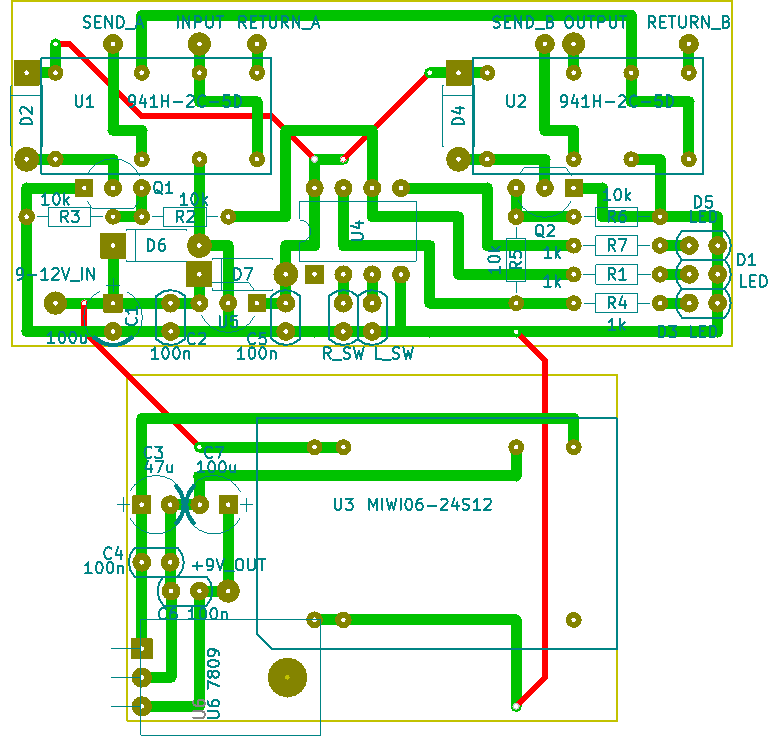 SEND_A INPUT RETURN_A SEND_B OUTPUT RETURN_B
D2 U1 941H-2C-5D D4 U2 941H-2C-5D
Q1
10k R3 10k R2 U4 Q2 10k R6 D5 LED
D6 10k R5 1k R7 D1 LED
9-12V_IN D7 1k R1
C1 100u U5 R4 1k D3 LED
C2 100n C5 100n R_SW L_SW
C3 47u C7 100u
U3 MIWI06-24S12
C4 100n +9V_OUT
C8 100n
U6 U6 7809